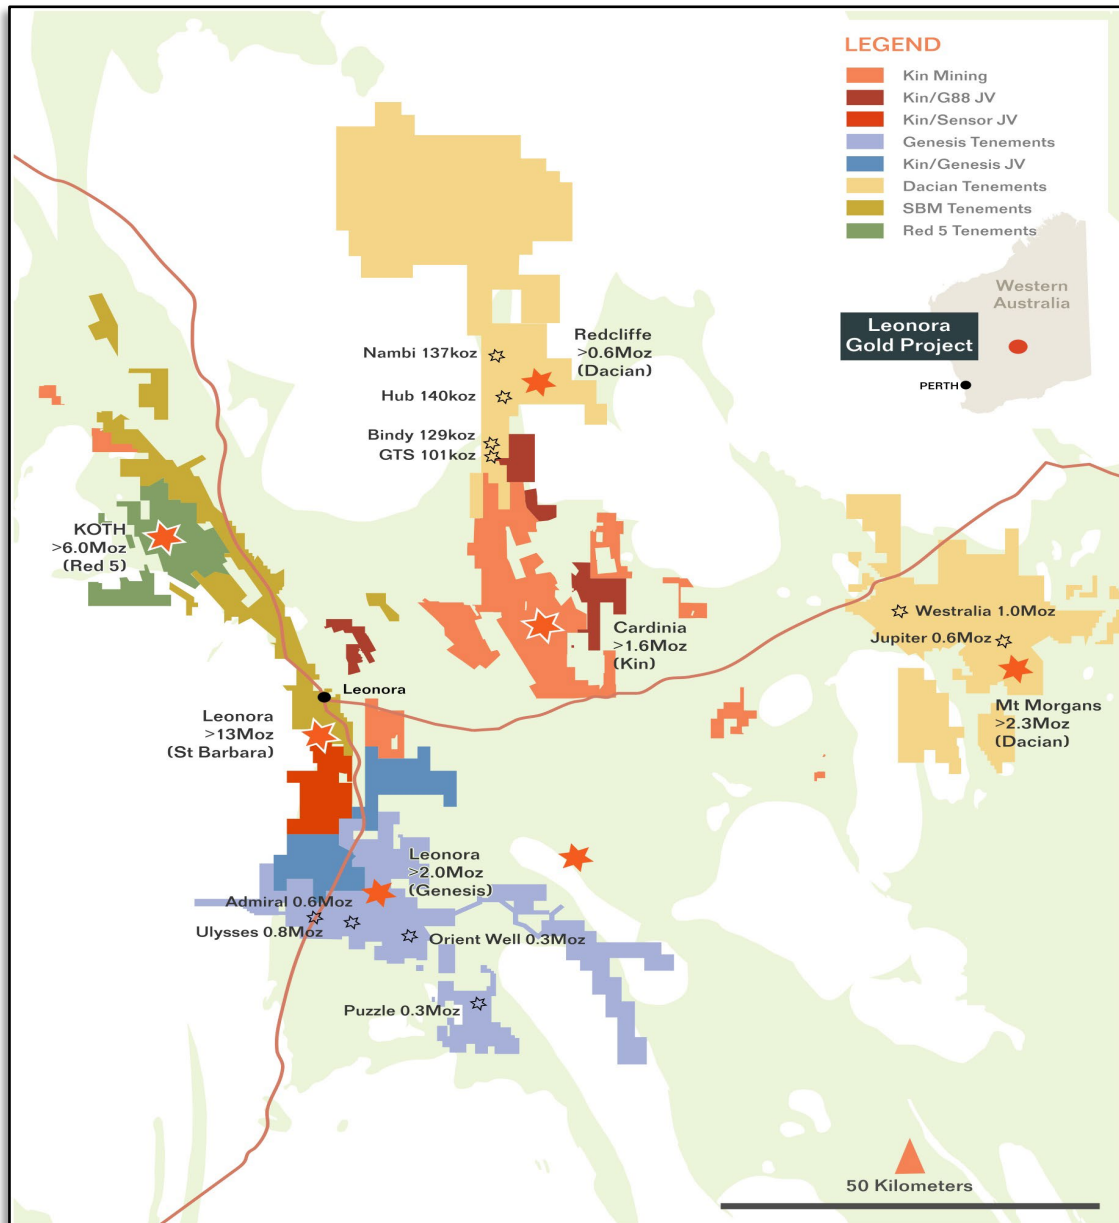 LEGEND
Kin Mining
Kin/G88 JV
Kin/Sensor JV
Genesis Tenements
Kin/Genesis JV
Dacian Tenements
SBM Tenements
Red 5 Tenements
Western
Australia
Leonora
Gold Project
PERTH
Redcliffe
>0.6Moz
(Dacian)
Nambi 137koz
Hub 140koz
Bindy 129koz
GTS 101koz
KOTH
>6.0Moz
(Red 5)
Cardinia
>1.6Moz
(Kin)
Westralia 1.0Moz
Jupiter 0.6Moz
Mt Morgans
>2.3Moz
(Dacian)
Leonora
Leonora
>13Moz
(St Barbara)
Leonora
>2.0Moz
(Genesis)
Admiral 0.6Moz
Ulysses 0.8Moz
Orient Well 0.3Moz
Puzzle 0.3Moz
50 Kilometers